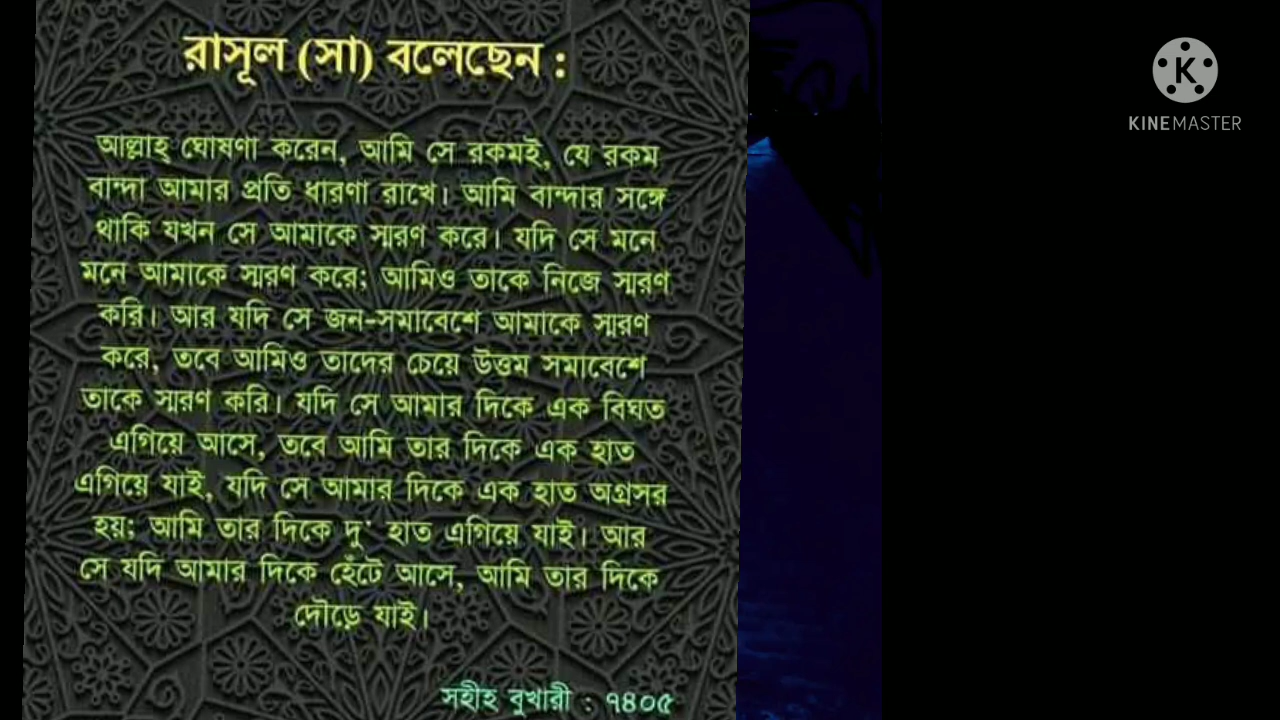 রাসূল (সা) বলেছেন :
আল্লাহ্ ঘোষণা করেন, আমি সে রকমই, যে রকম
বান্দা আমার প্রতি ধারণা রাখে। আমি বান্দার সঙ্গে
থাকি যখন সে আমাকে স্মরণ করে। যদি সে মনে
মনে আমাকে স্মরণ করে; আমিও তাকে নিজে স্মরণ
করি। আর যদি সে জন-সমাবেশে আমাকে স্মরণ
করে, তবে আমিও তাদের চেয়ে উত্তম সমাবেশে
তাকে স্মরণ করি। যদি সে আমার দিকে এক বিঘত
এগিয়ে আসে, তবে আমি তার দিকে এক হাত
এগিয়ে যাই, যদি সে আমার দিকে এক হাত অগ্রসর
হয়; আমি তার দিকে দু' হাত এগিয়ে যাই। আর
সে যদি আমার দিকে হেঁটে আসে, আমি তার দিকে
দৌড়ে যাই।
সহীহ বুখারী : ৭৪০৫
K
KINEMASTER